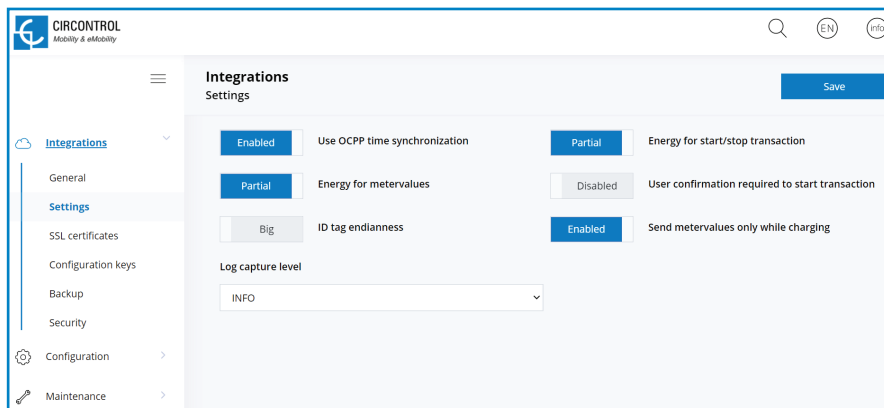 CIRCONTROL
Mobility & eMobility
EN
info
Integrations
Settings
Save
Integrations
General
Settings
SSL certificates
Configuration keys
Backup
Security
Configuration
Maintenance
Enabled Use OCPP time synchronization
Partial Energy for start/stop transaction
Partial Energy for metervalues
Disabled User confirmation required to start transaction
Big ID tag endianness
Enabled Send metervalues only while charging
Log capture level
INFO